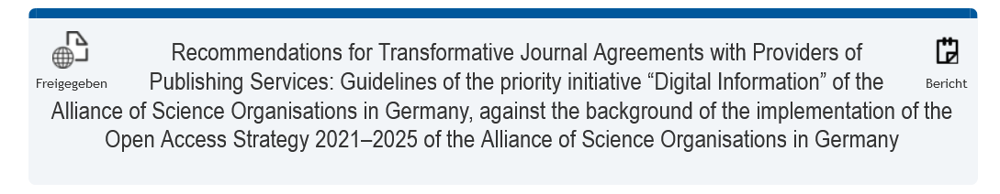 Recommendations for Transformative Journal Agreements with Providers of
Freigegeben
Publishing Services: Guidelines of the priority initiative “Digital Information” of the
Bericht
Alliance of Science Organisations in Germany, against the background of the implementation of the
Open Access Strategy 2021–2025 of the Alliance of Science Organisations in Germany